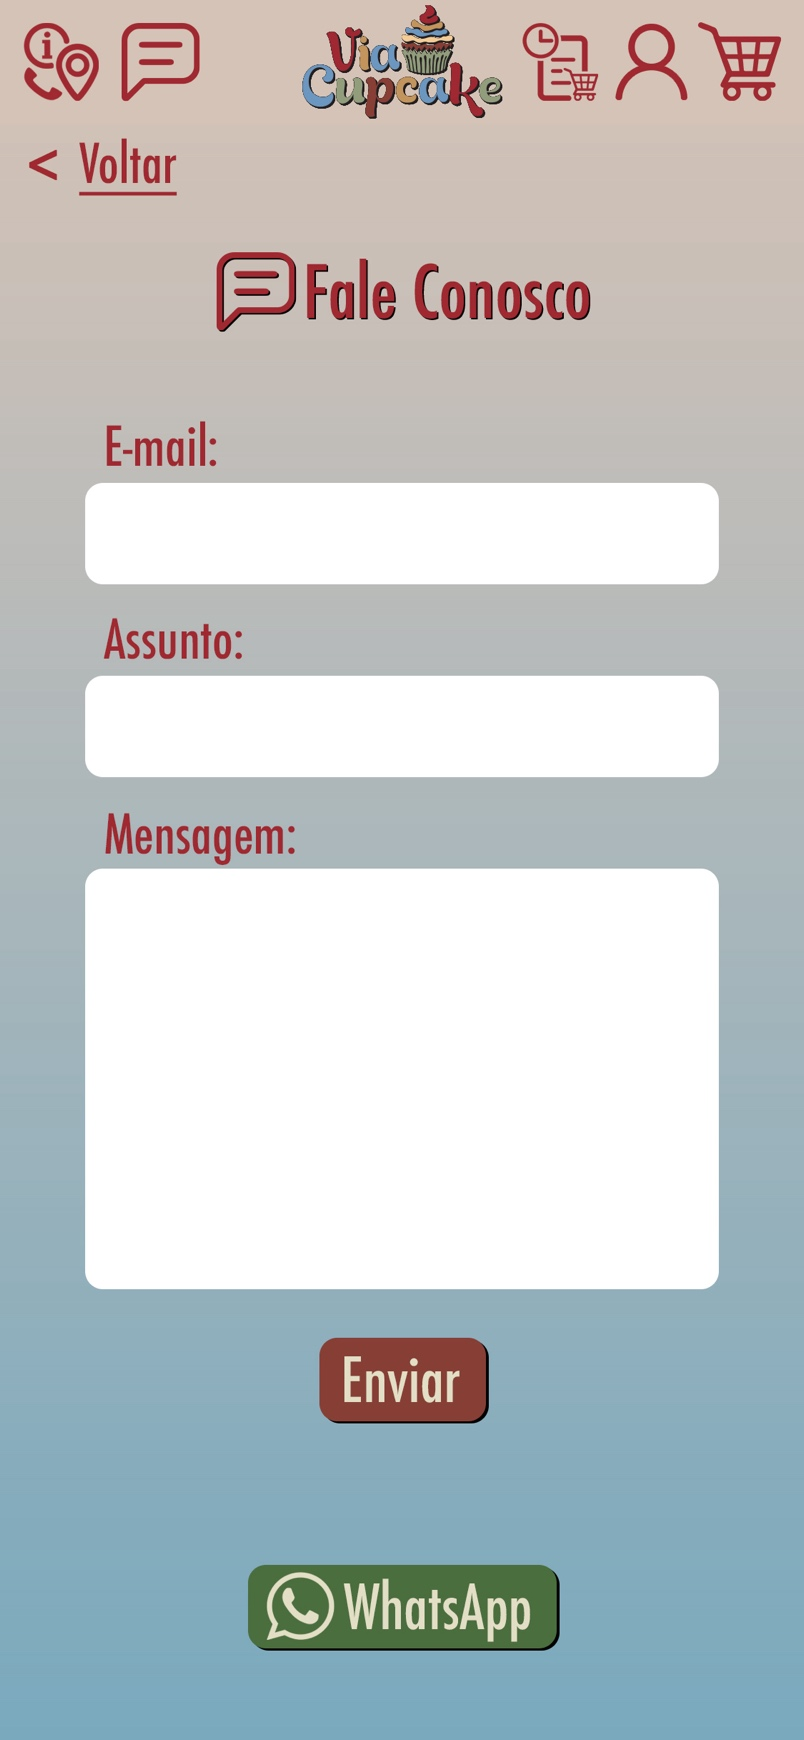 Via
Cupcake
< Voltar
Fale Conosco
E-mail:
Assunto:
Mensagem:
Enviar
WhatsApp